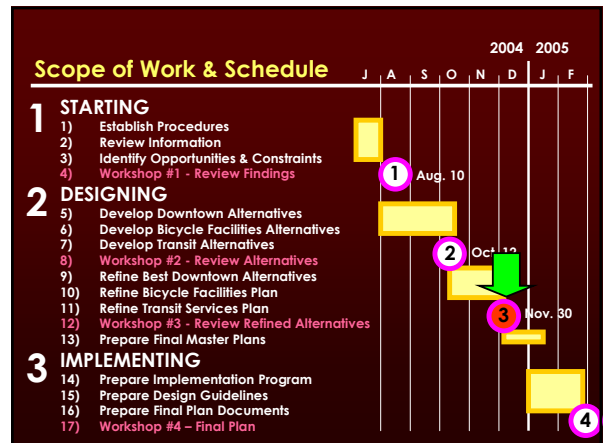 2004 2005
Scope of Work & Schedule J A S O N D J F
1 STARTING
1) Establish Procedures
2) Review Information
3) Identify Opportunities & Constraints
4) Workshop #1 - Review Findings
1 Aug. 10
2 DESIGNING
5) Develop Downtown Alternatives
6) Develop Bicycle Facilities Alternatives
7) Develop Transit Alternatives
8) Workshop #2 - Review Alternatives
2 Oct. 12
9) Refine Best Downtown Alternatives
10) Refine Bicycle Facilities Plan
11) Refine Transit Services Plan
3 Nov. 30
12) Workshop #3 - Review Refined Alternatives
13) Prepare Final Master Plans
3 IMPLEMENTING
14) Prepare Implementation Program
15) Prepare Design Guidelines
16) Prepare Final Plan Documents
17) Workshop #4 – Final Plan
4